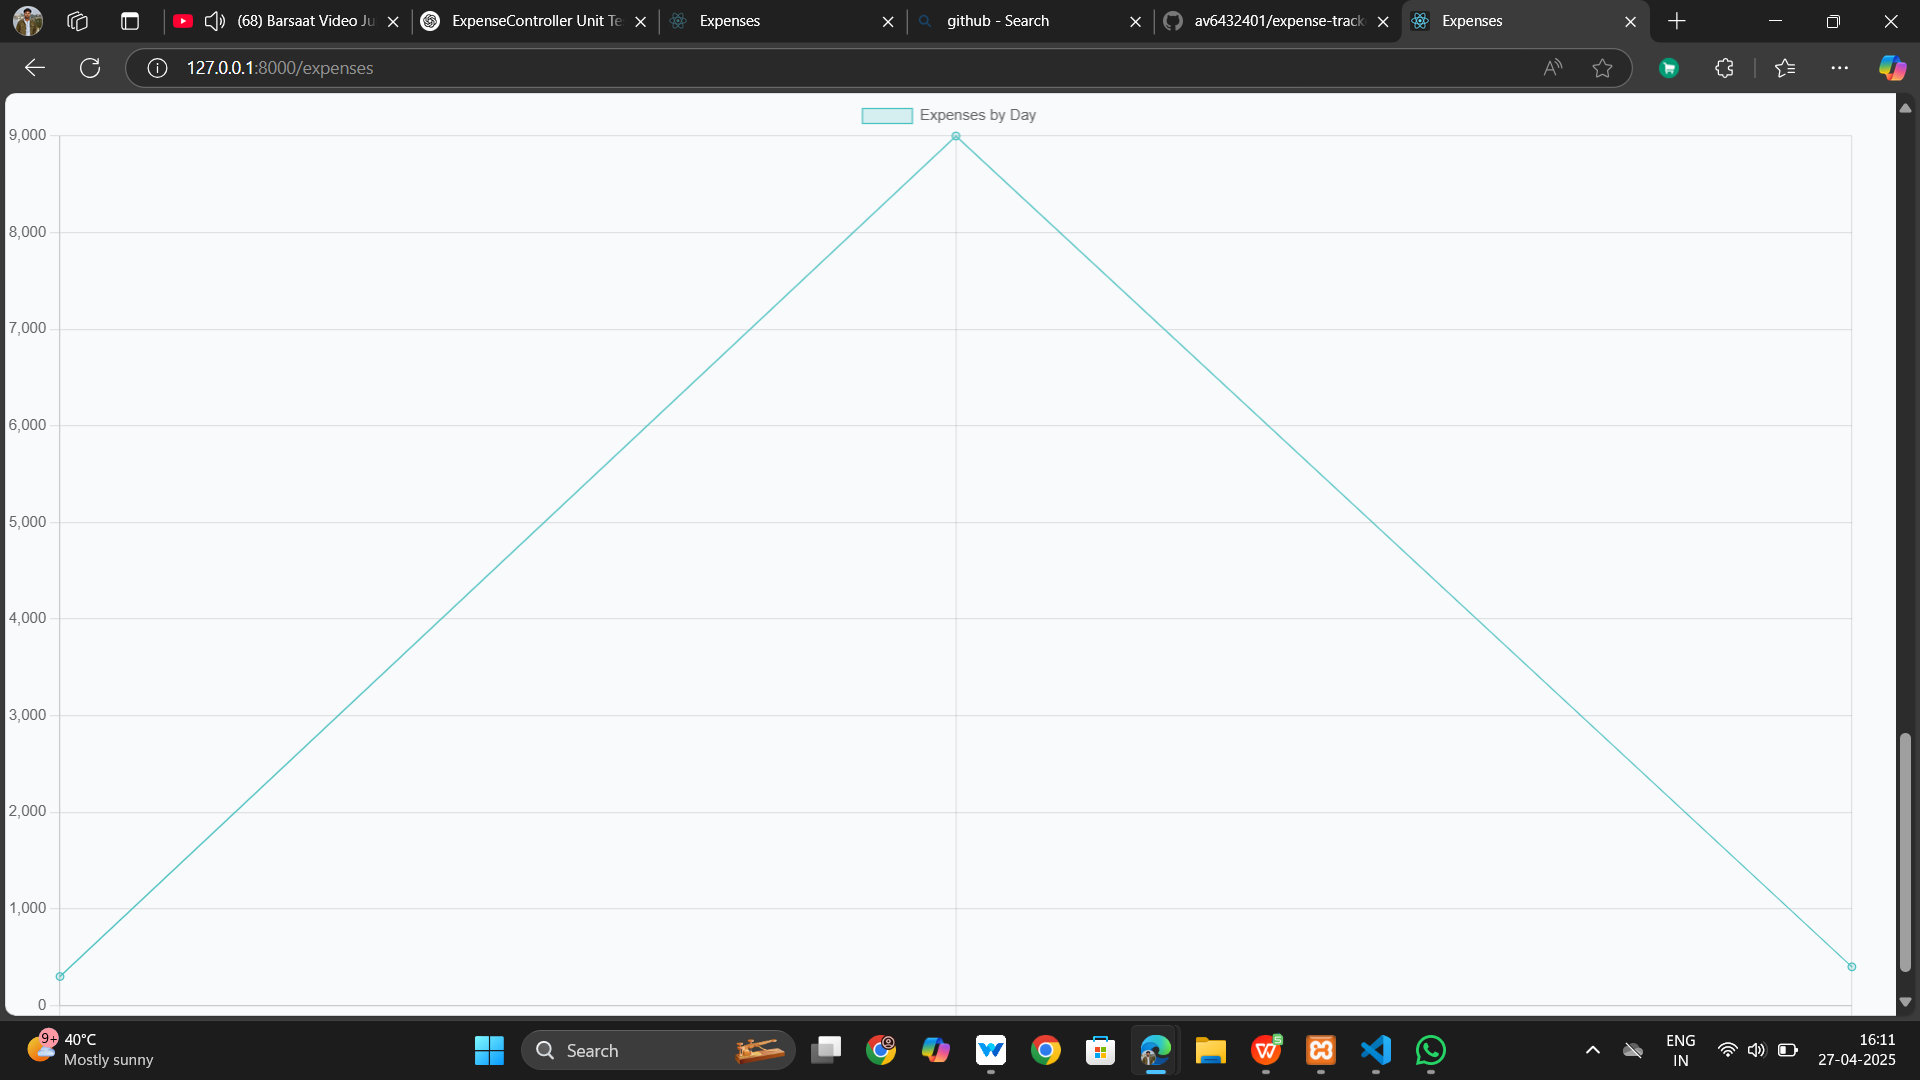 (68) Barsaat Video Ju
ExpenseController Unit Te
Expenses
github - Search
av6432401/expense-track
Expenses
127.0.0.1:8000/expenses
Expenses by Day
9,000
8,000
7,000
6,000
5,000
4,000
3,000
2,000
1,000
0
9+
40°C
Mostly sunny
Search
ENG
IN
16:11
27-04-2025